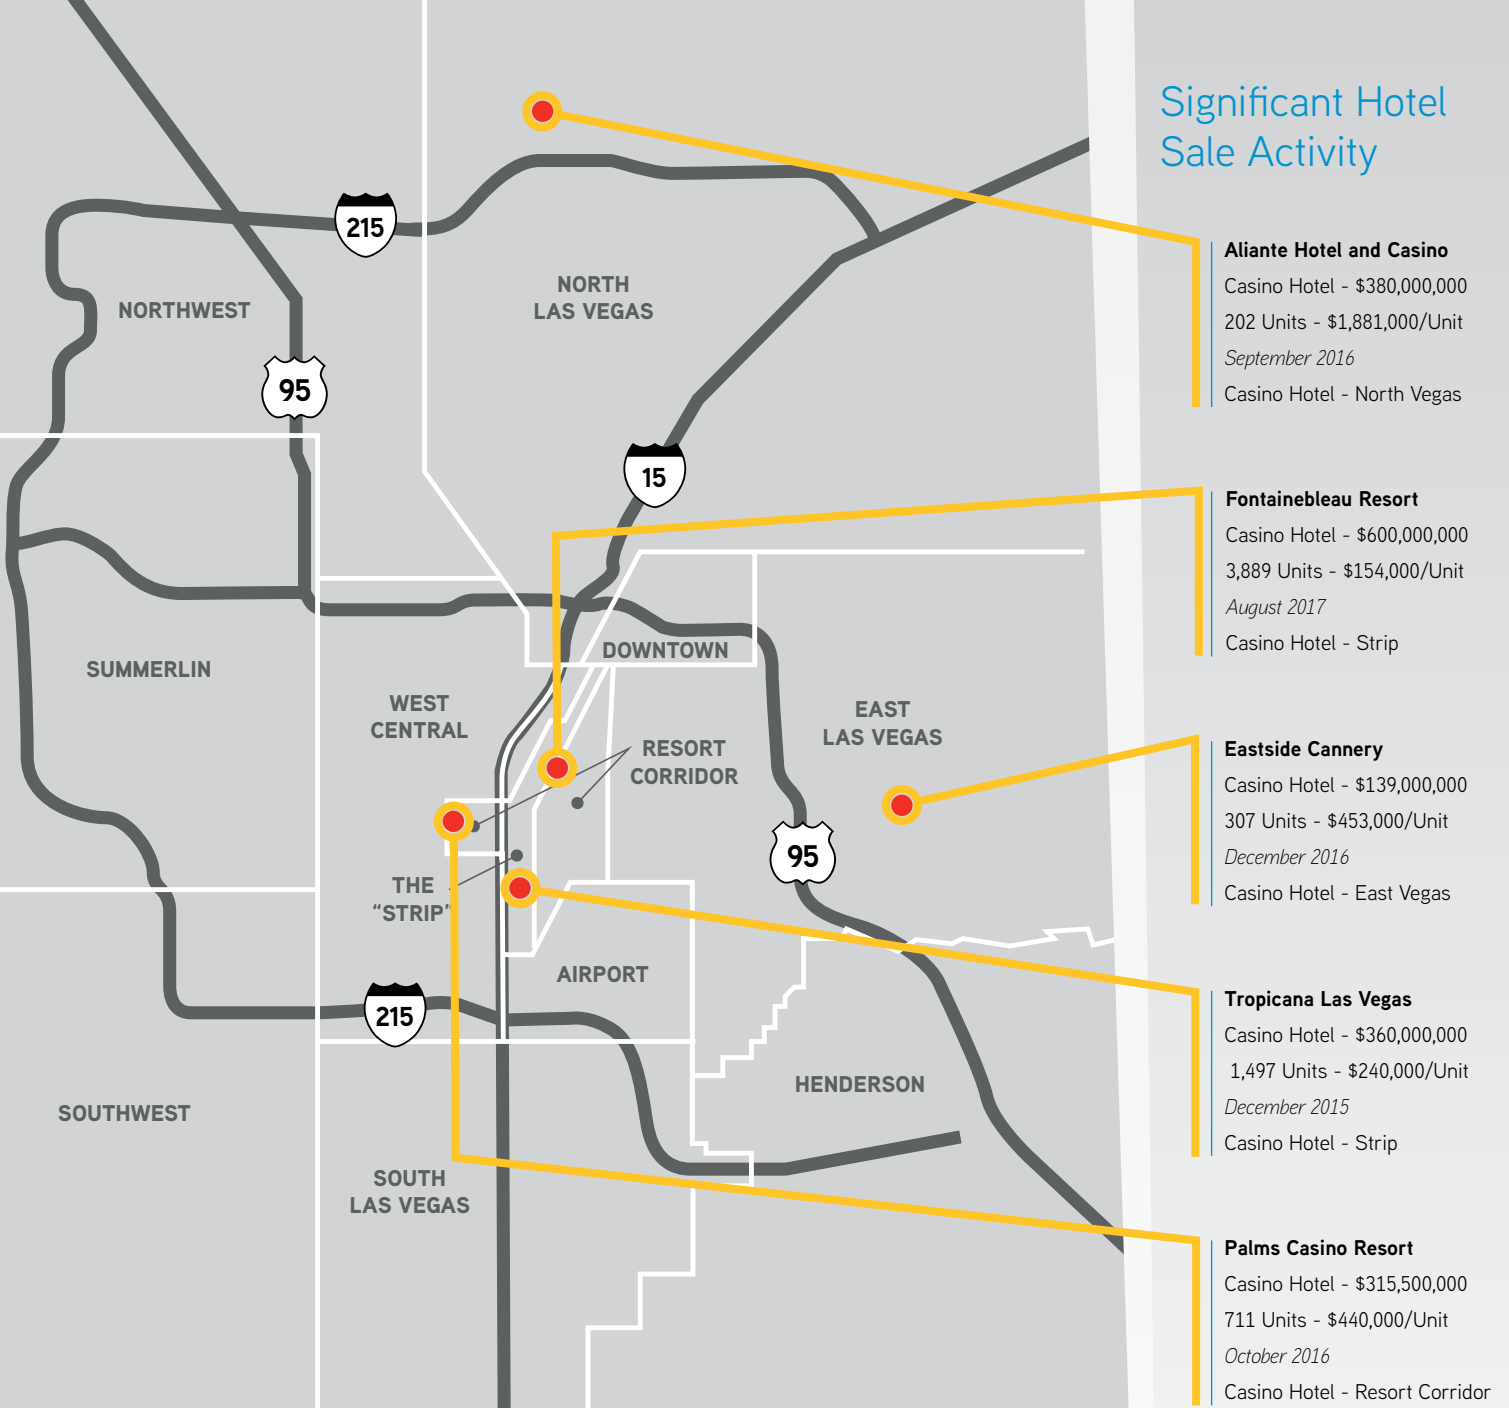 Significant Hotel
Sale Activity
215
NORTH
LAS VEGAS
NORTHWEST
95
15
SUMMERLIN
DOWNTOWN
WEST
CENTRAL
EAST
LAS VEGAS
RESORT
CORRIDOR
95
THE
“STRIP”
AIRPORT
215
HENDERSON
SOUTHWEST
SOUTH
LAS VEGAS
Aliante Hotel and Casino
Casino Hotel - $380,000,000
202 Units - $1,881,000/Unit
September 2016
Casino Hotel - North Vegas
Fontainebleau Resort
Casino Hotel - $600,000,000
3,889 Units - $154,000/Unit
August 2017
Casino Hotel - Strip
Eastside Cannery
Casino Hotel - $139,000,000
307 Units - $453,000/Unit
December 2016
Casino Hotel - East Vegas
Tropicana Las Vegas
Casino Hotel - $360,000,000
1,497 Units - $240,000/Unit
December 2015
Casino Hotel - Strip
Palms Casino Resort
Casino Hotel - $315,500,000
711 Units - $440,000/Unit
October 2016
Casino Hotel - Resort Corridor